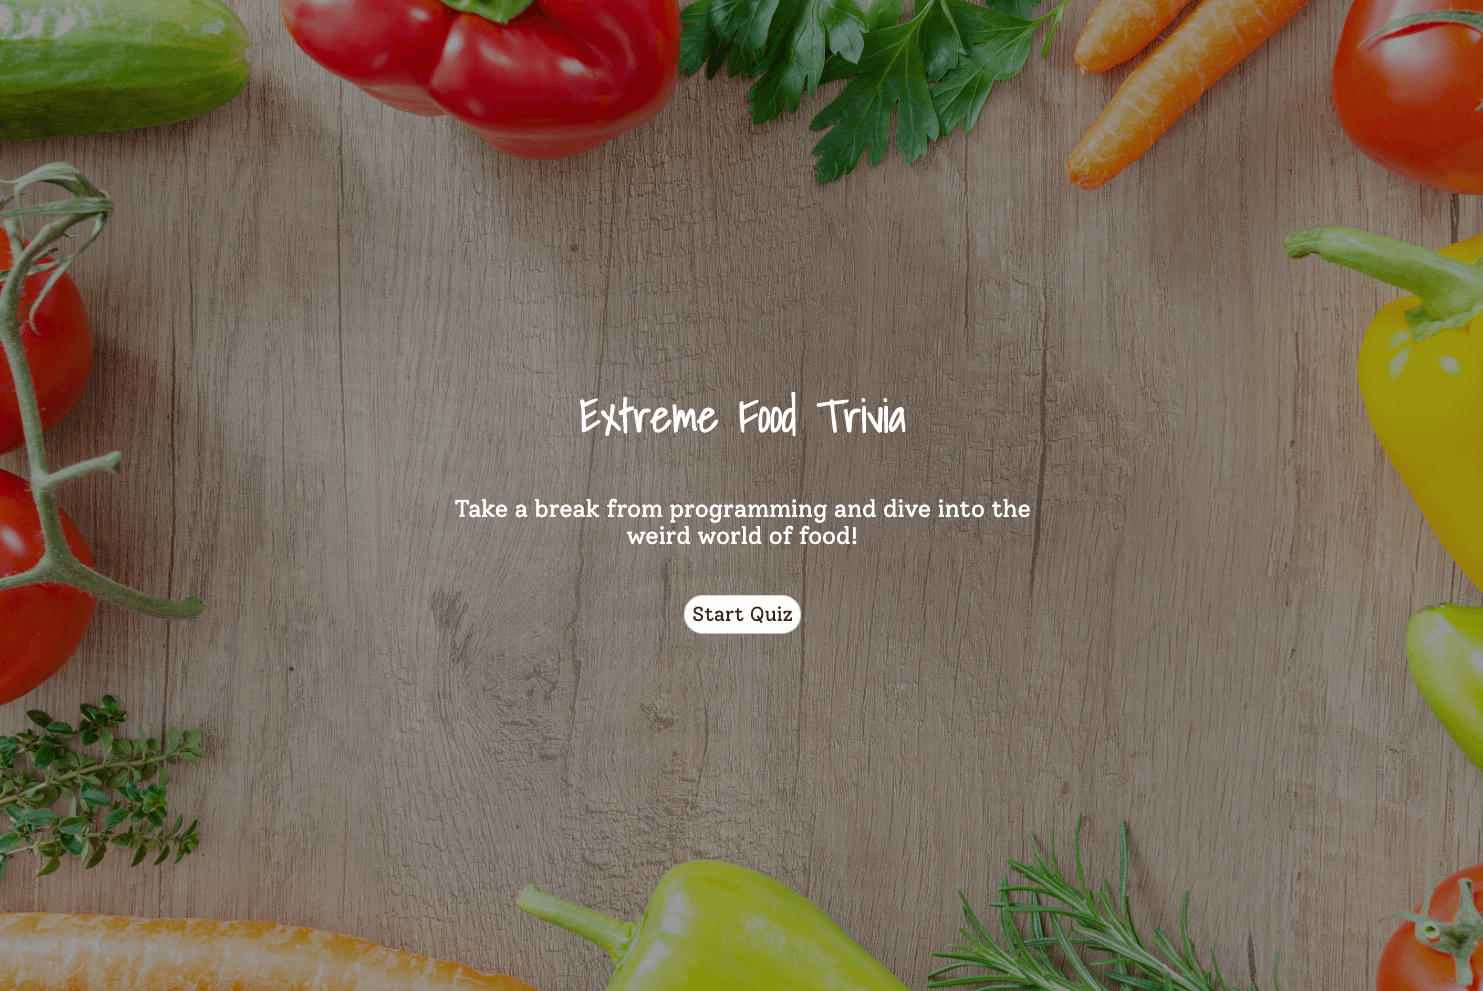 Extreme Food Trivia
Take a break from programming and dive into the
weird world of food!
Start Quiz